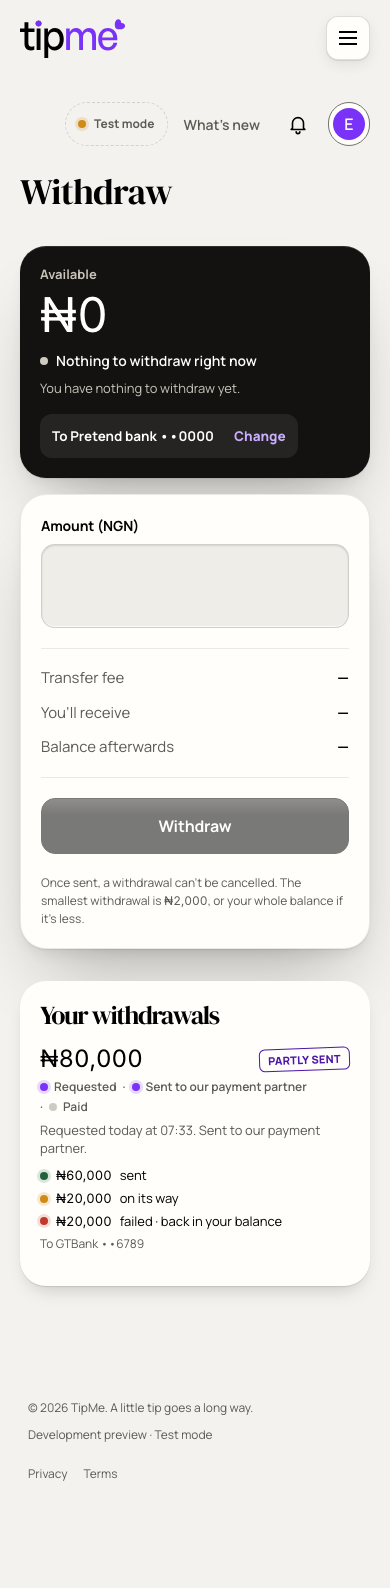 tipme
Test mode
What's new
E
Withdraw
Available
₦0
Nothing to withdraw right now
You have nothing to withdraw yet.
To Pretend bank ••0000 Change
Amount (NGN)
Transfer fee –
You'll receive –
Balance afterwards –
Withdraw
Once sent, a withdrawal can't be cancelled. The
smallest withdrawal is ₦2,000, or your whole balance if
it's less.
Your withdrawals
₦80,000 PARTLY SENT
Requested · Sent to our payment partner
· Paid
Requested today at 07:33. Sent to our payment
partner.
₦60,000 sent
₦20,000 on its way
₦20,000 failed · back in your balance
To GTBank ••6789
© 2026 TipMe. A little tip goes a long way.
Development preview · Test mode
Privacy Terms